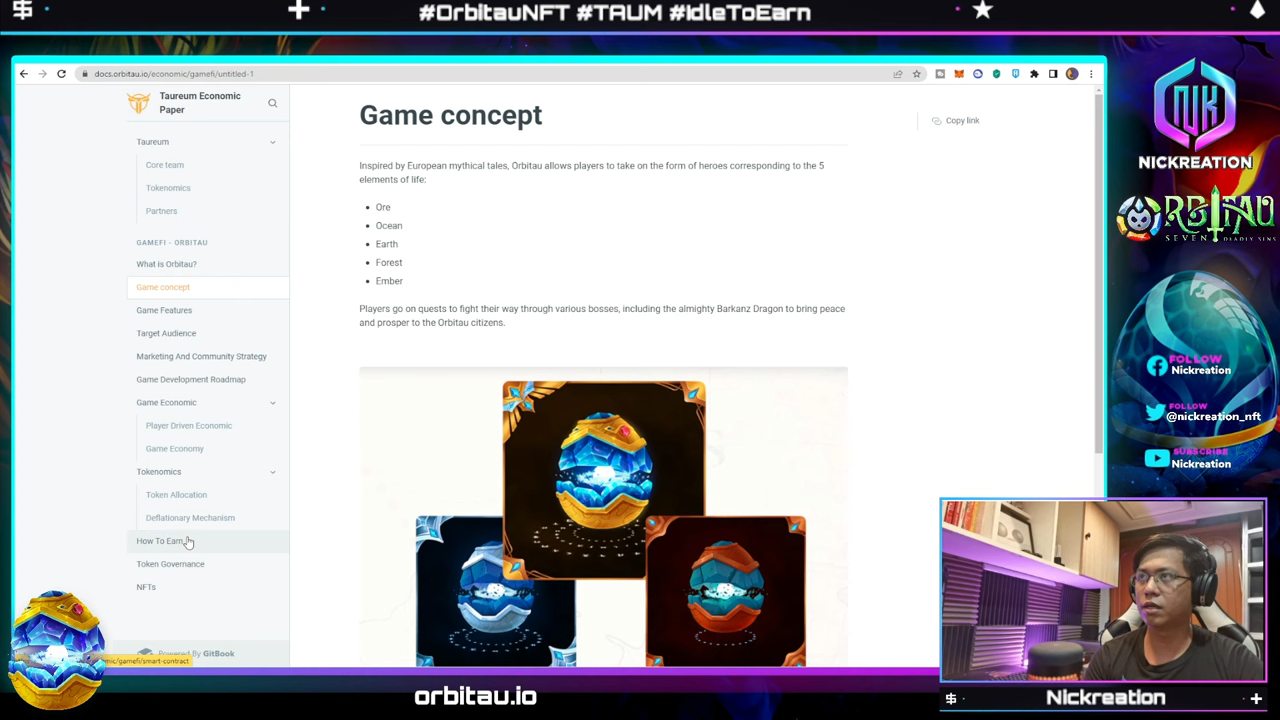 #OrbitauNFT #TAUM #IdleToEarn
docs.orbitau.io/economic/gamefi/untitled-1
Taureum Economic
Paper
Taureum
Core team
Tokenomics
Partners
GAMEFI - ORBITAU
What is Orbitau?
Game concept
Game Features
Target Audience
Marketing And Community Strategy
Game Development Roadmap
Game Economic
Player Driven Economic
Game Economy
Tokenomics
Token Allocation
Deflationary Mechanism
How To Earn
Token Governance
NFTs
Powered By GitBook
mic/gamefi/smart-contract
Game concept
Copy link
Inspired by European mythical tales, Orbitau allows players to take on the form of heroes corresponding to the 5
elements of life:
Ore
Ocean
Earth
Forest
Ember
Players go on quests to fight their way through various bosses, including the almighty Barkanz Dragon to bring peace
and prosper to the Orbitau citizens.
NICKREATION
ORBITAU
SEVEN DEADLY SINS
FOLLOW
Nickreation
FOLLOW
@nickreation_nft
SUBSCRIBE
Nickreation
orbitau.io
Nickreation